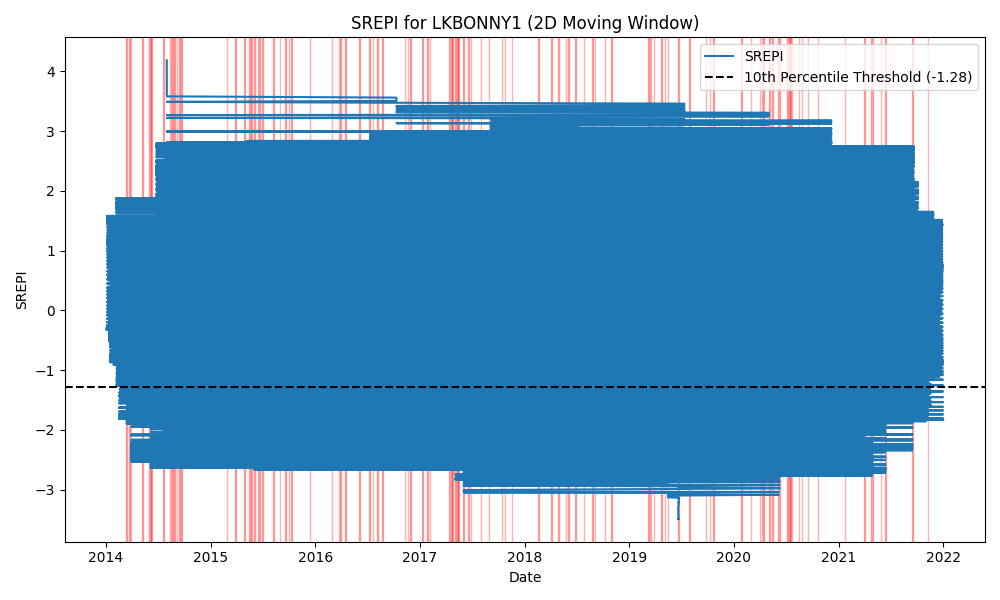 SREPI for LKBONNY1 (2D Moving Window)
SREPI
10th Percentile Threshold (-1.28)
4
3
2
1
0
−1
−2
−3
SREPI
2014 2015 2016 2017 2018 2019 2020 2021 2022
Date